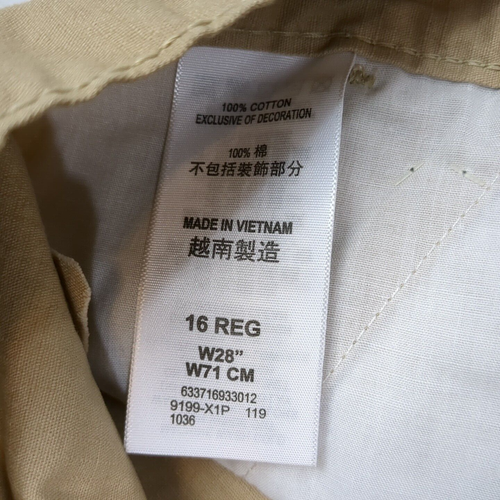 100% COTTON
EXCLUSIVE OF DECORATION
100% 棉
不包括裝飾部分
MADE IN VIETNAM
越南製造
16 REG
W28”
W71 CM
633716933012
9199-X1P 119
1036